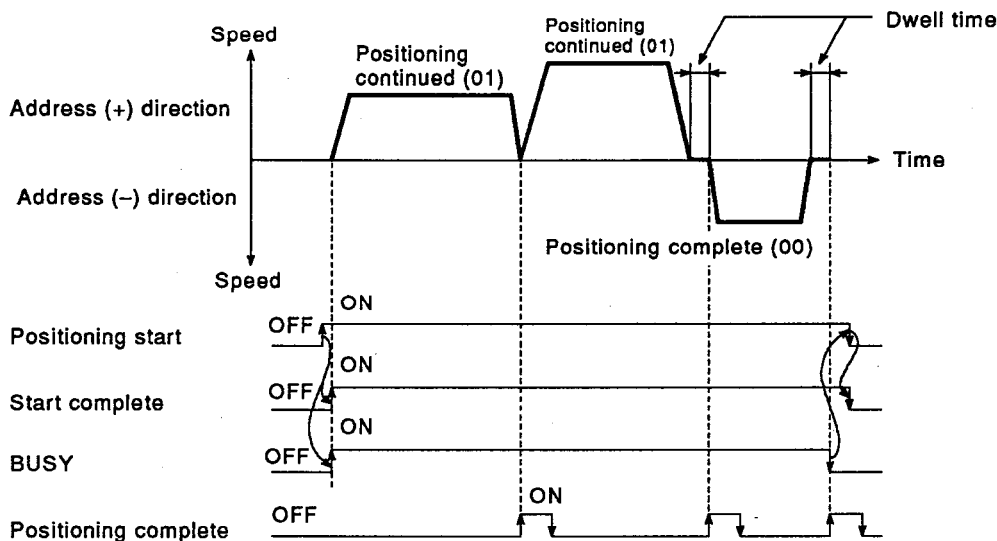 Dwell time
Speed
Positioning
continued (01)
Positioning
continued (01)
Address (+) direction
Time
Address (–) direction
Positioning complete (00)
Speed
ON
OFF
Positioning start
ON
OFF
Start complete
ON
OFF
BUSY
ON
OFF
Positioning complete